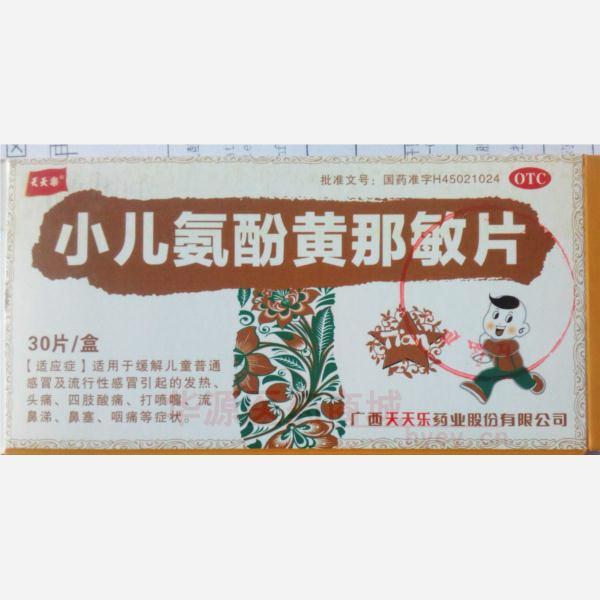 天天乐
批准文号：国药准字H45021024
OTC
小儿氨酚黄那敏片
30片/盒
【适应症】适用于缓解儿童普通
感冒及流行性感冒引起的发热、
头痛、四肢酸痛、打喷嚏、流
鼻涕、鼻塞、咽痛等症状。
Tian
广西天天乐药业股份有限公司